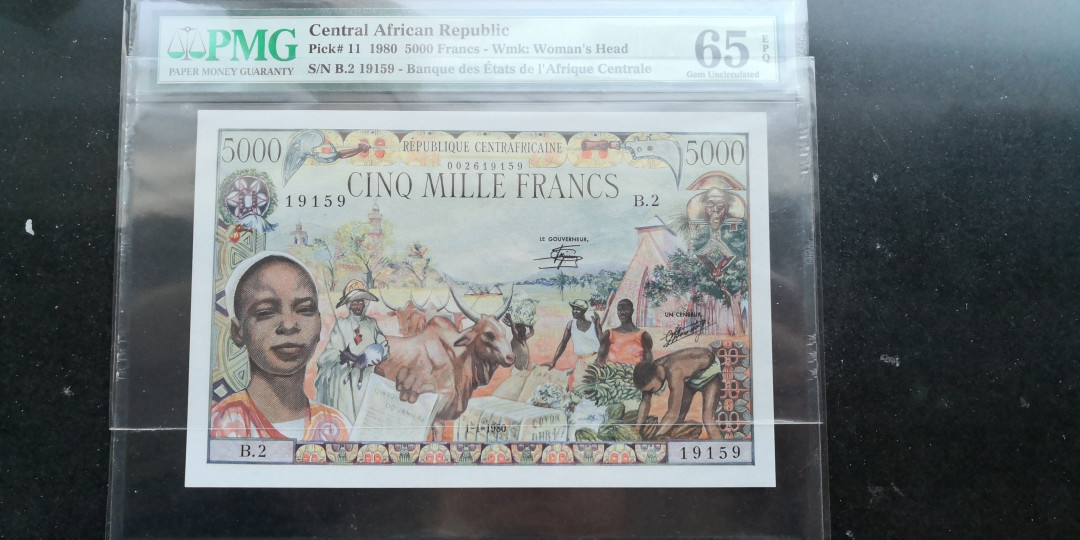 PMG
PAPER MONEY GUARANTY
Central African Republic
Pick# 11 1980 5000 Francs - Wmk: Woman's Head
S/N B.2 19159 - Banque des États de l'Afrique Centrale
65 EPQ
Gem Uncirculated
5000 RÉPUBLIQUE CENTRAFRICAINE 5000
002619159
CINQ MILLE FRANCS
19159 B.2
LE GOUVERNEUR,
UN CENSEUR,
COTON
1-1-1980
B.2 19159